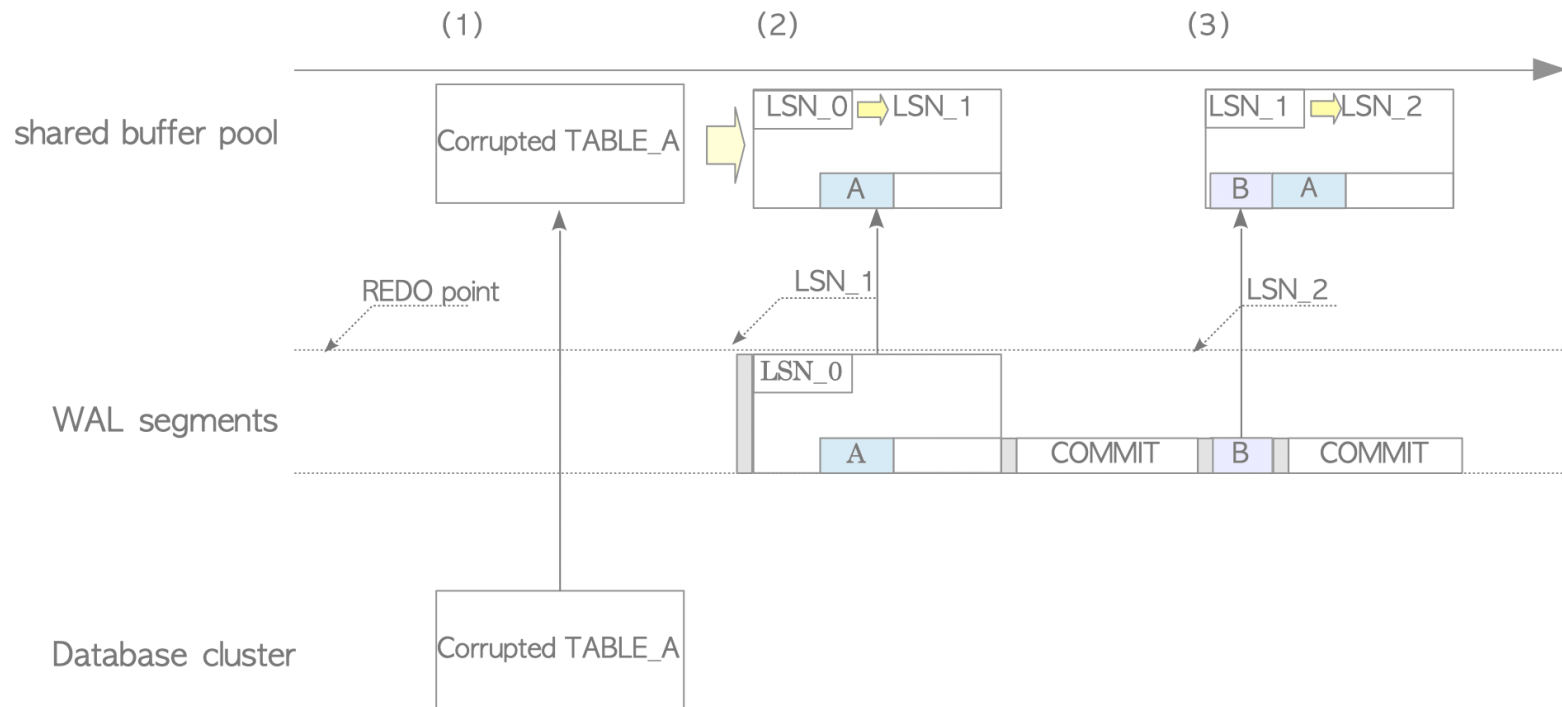 (1)
(2)
(3)
shared buffer pool
Corrupted TABLE_A
LSN_0
LSN_1
A
LSN_1
LSN_2
B
A
REDO point
LSN_1
LSN_2
WAL segments
LSN_0
A
COMMIT
B
COMMIT
Database cluster
Corrupted TABLE_A